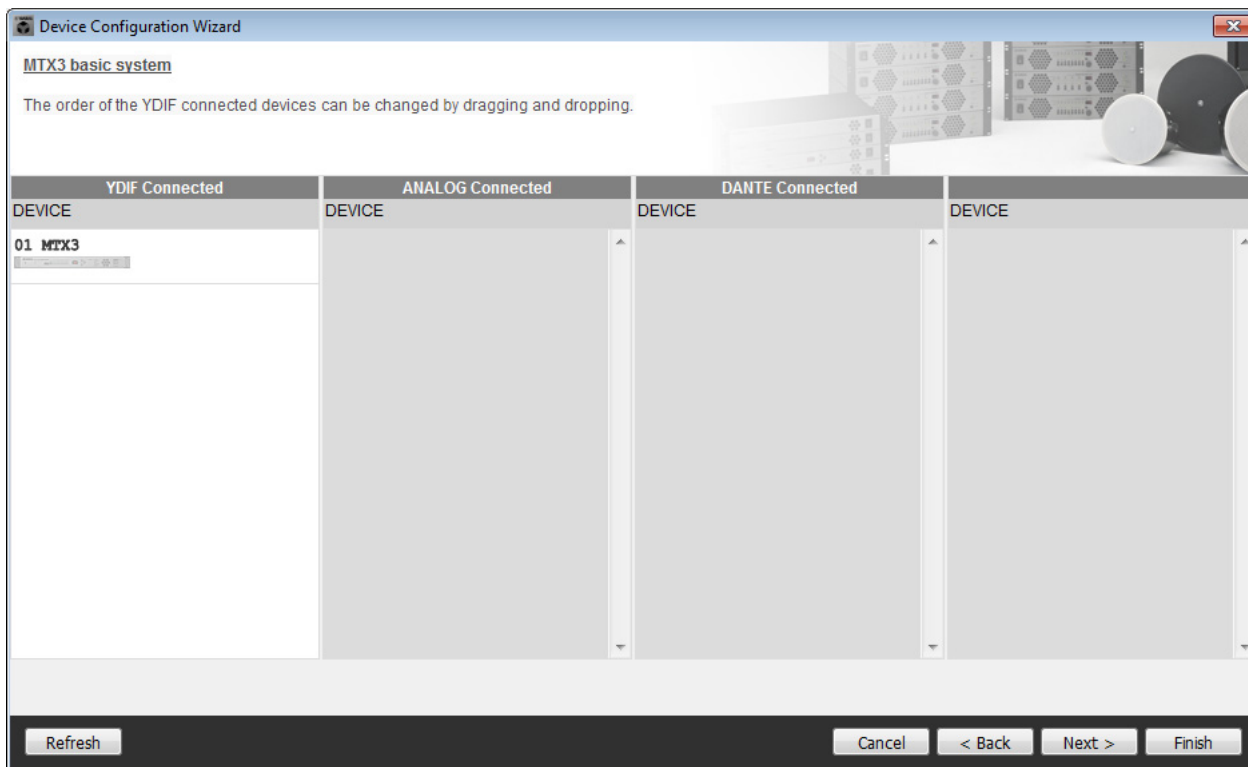 Device Configuration Wizard
MTX3 basic system
The order of the YDIF connected devices can be changed by dragging and dropping.
YDIF Connected
ANALOG Connected
DANTE Connected
DEVICE
DEVICE
DEVICE
DEVICE
01 MTX3
Refresh
Cancel
< Back
Next >
Finish